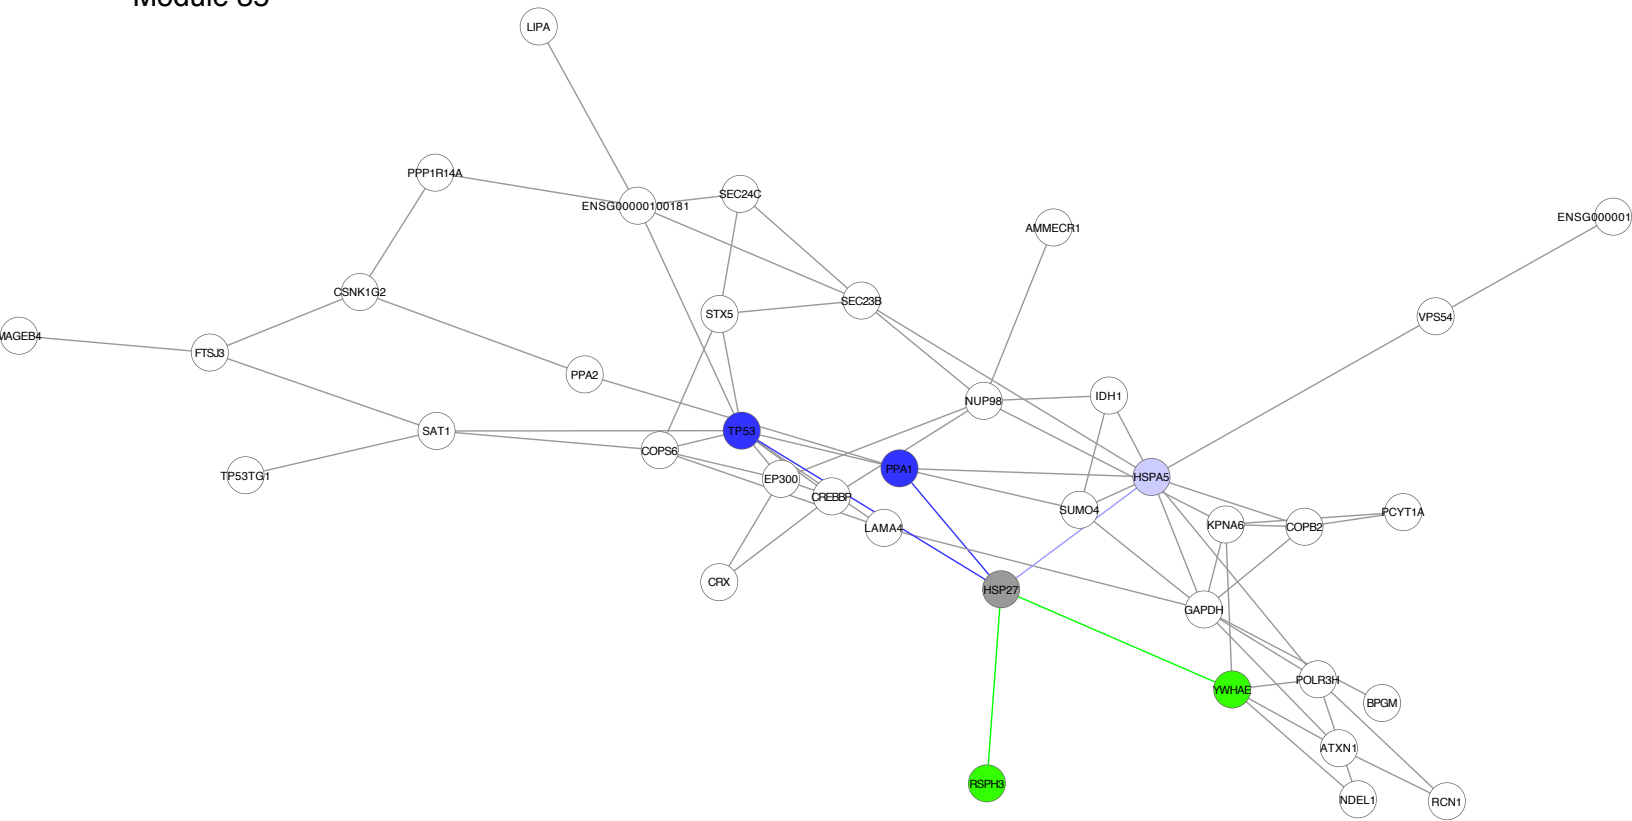 LIPA
PPP1R14A
SEC24C
ENSG00000100181
ENSG000001
AMMECR1
CSNK1G2
SEC23B
STX5
VPS54
MAGEB4
FTSJ3
PPA2
IDH1
NUP98
SAT1
TP53
COPS6
PPA1
TP53TG1
EP300
HSPA5
CREBBP
SUMO4
PCYT1A
KPNA6
COPB2
LAMA4
CRX
HSP27
GAPDH
POLR3H
YWHAE
BPGM
ATXN1
RSPH3
NDEL1
RCN1